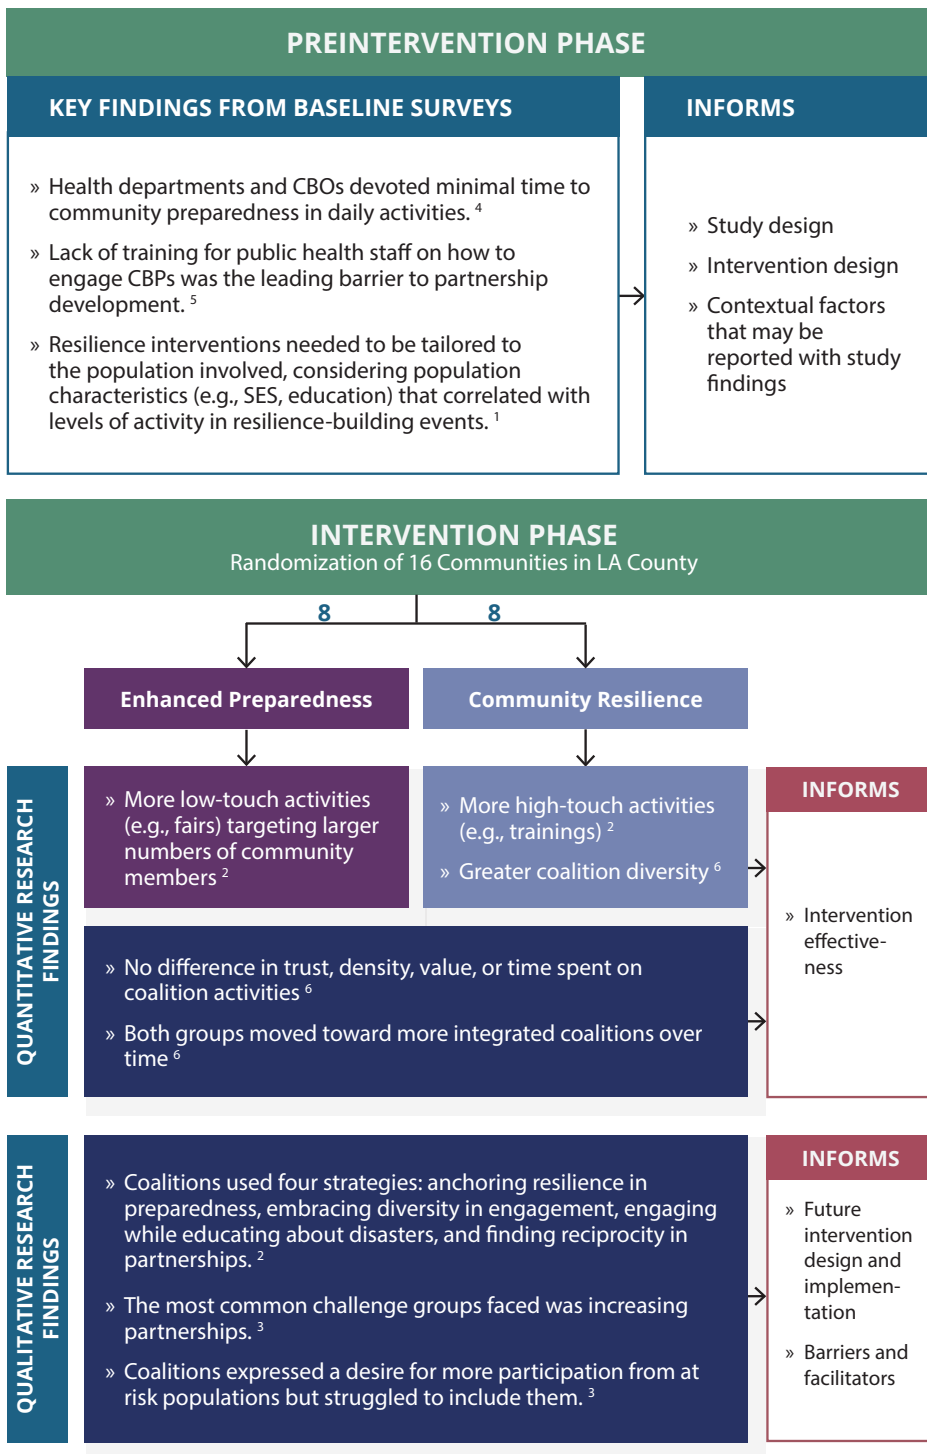 PREINTERVENTION PHASE
KEY FINDINGS FROM BASELINE SURVEYS
» Health departments and CBOs devoted minimal time to
community preparedness in daily activities. 4
» Lack of training for public health staff on how to
engage CBPs was the leading barrier to partnership
development. 5
» Resilience interventions needed to be tailored to
the population involved, considering population
characteristics (e.g., SES, education) that correlated with
levels of activity in resilience-building events. 1
INFORMS
» Study design
» Intervention design
» Contextual factors
that may be
reported with study
findings
INTERVENTION PHASE
Randomization of 16 Communities in LA County
8
8
Enhanced Preparedness
Community Resilience
QUANTITATIVE RESEARCH
FINDINGS
» More low-touch activities
(e.g., fairs) targeting larger
numbers of community
members 2
» More high-touch activities
(e.g., trainings) 2
» Greater coalition diversity 6
» No difference in trust, density, value, or time spent on
coalition activities 6
» Both groups moved toward more integrated coalitions over
time 6
INFORMS
» Intervention
effective-
ness
QUALITATIVE RESEARCH
FINDINGS
» Coalitions used four strategies: anchoring resilience in
preparedness, embracing diversity in engagement, engaging
while educating about disasters, and finding reciprocity in
partnerships. 2
» The most common challenge groups faced was increasing
partnerships. 3
» Coalitions expressed a desire for more participation from at
risk populations but struggled to include them. 3
INFORMS
» Future
intervention
design and
implemen-
tation
» Barriers and
facilitators